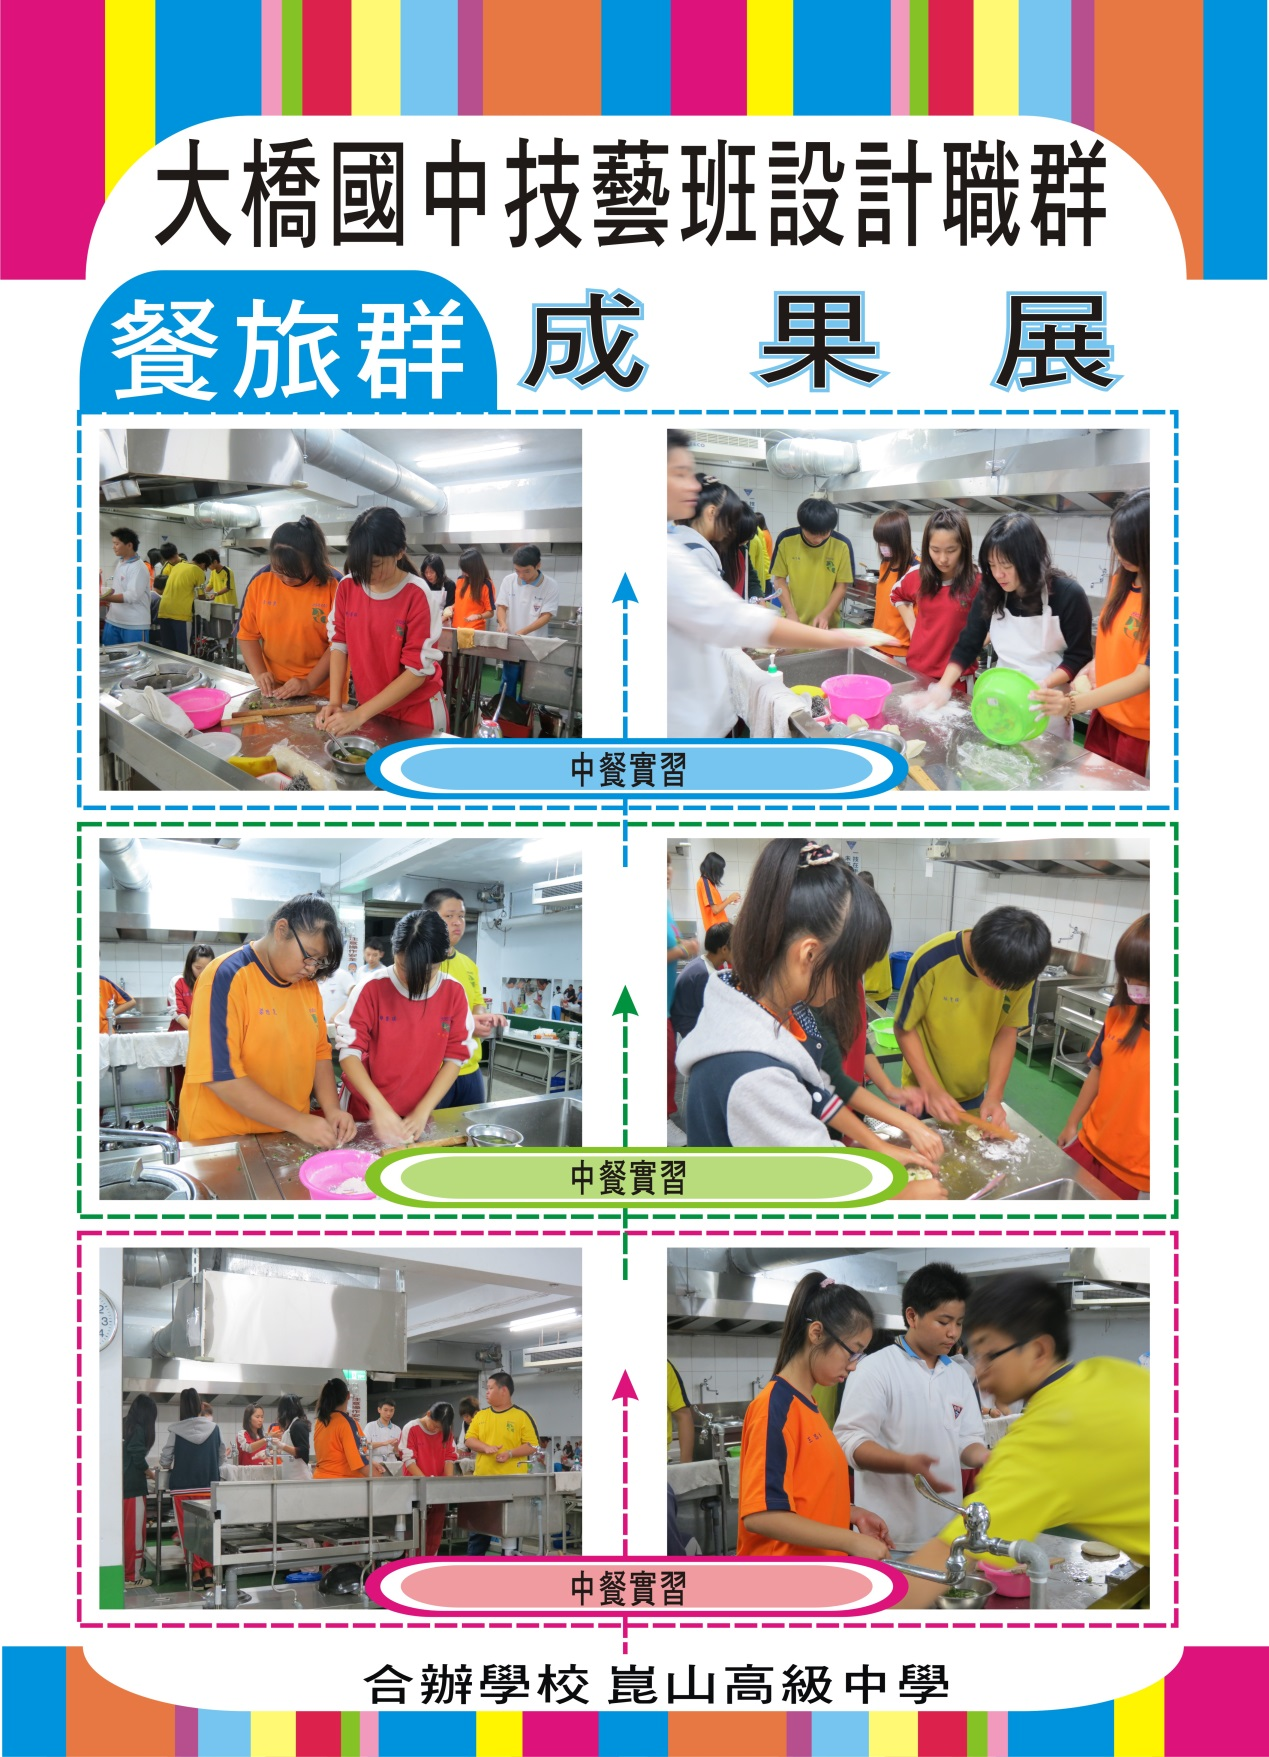 大橋國中技藝班設計職群
餐旅群 成果展
中餐實習
中餐實習
中餐實習
合辦學校 崑山高級中學